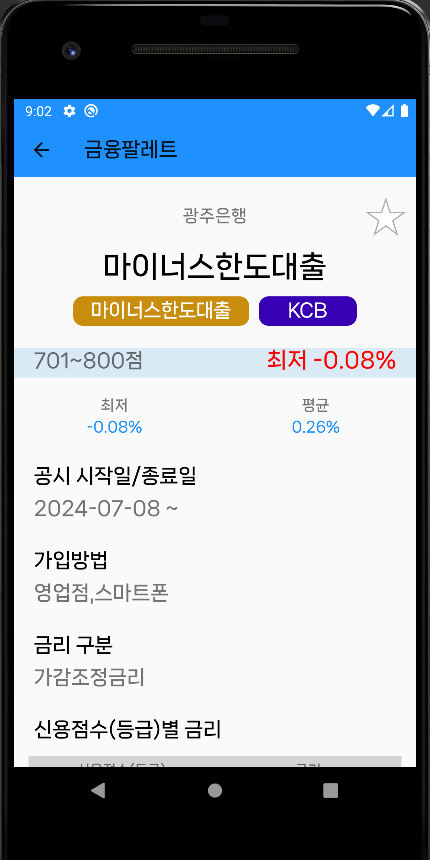 9:02
금융팔레트
광주은행
마이너스한도대출
마이너스한도대출 KCB
701~800점 최저 -0.08%
최저 평균
-0.08% 0.26%
공시 시작일/종료일
2024-07-08 ~
가입방법
영업점,스마트폰
금리 구분
가감조정금리
신용점수(등급)별 금리